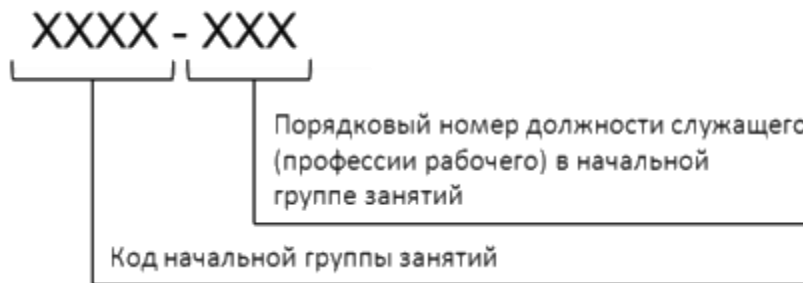 XXXX - XXX
Порядковый номер должности служащего
(профессии рабочего) в начальной
группе занятий
Код начальной группы занятий